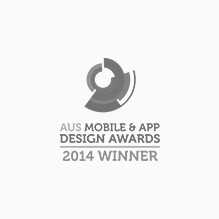 AUS MOBILE & APP
DESIGN AWARDS
2014 WINNER